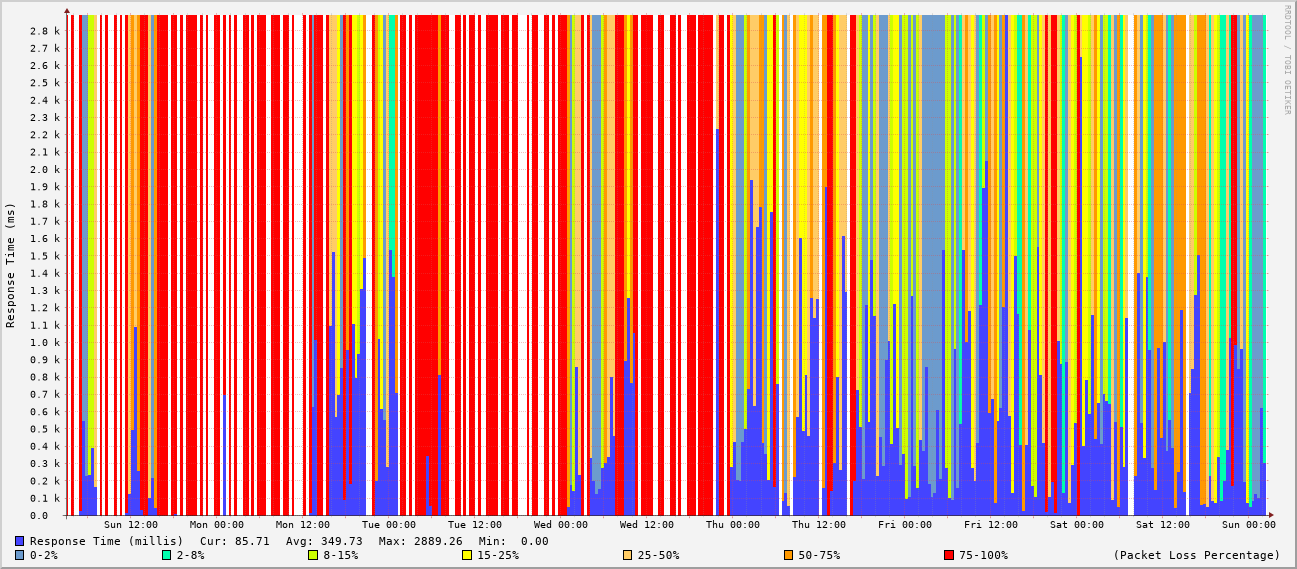 RRDTOOL / TOBI OETIKER
Response Time (ms)
2.8 k
2.7 k
2.6 k
2.5 k
2.4 k
2.3 k
2.2 k
2.1 k
2.0 k
1.9 k
1.8 k
1.7 k
1.6 k
1.5 k
1.4 k
1.3 k
1.2 k
1.1 k
1.0 k
0.9 k
0.8 k
0.7 k
0.6 k
0.5 k
0.4 k
0.3 k
0.2 k
0.1 k
0.0
Sun 12:00 Mon 00:00 Mon 12:00 Tue 00:00 Tue 12:00 Wed 00:00 Wed 12:00 Thu 00:00 Thu 12:00 Fri 00:00 Fri 12:00 Sat 00:00 Sat 12:00 Sun 00:00
Response Time (millis) Cur: 85.71 Avg: 349.73 Max: 2889.26 Min: 0.00
0-2% 2-8% 8-15% 15-25% 25-50% 50-75% 75-100% (Packet Loss Percentage)